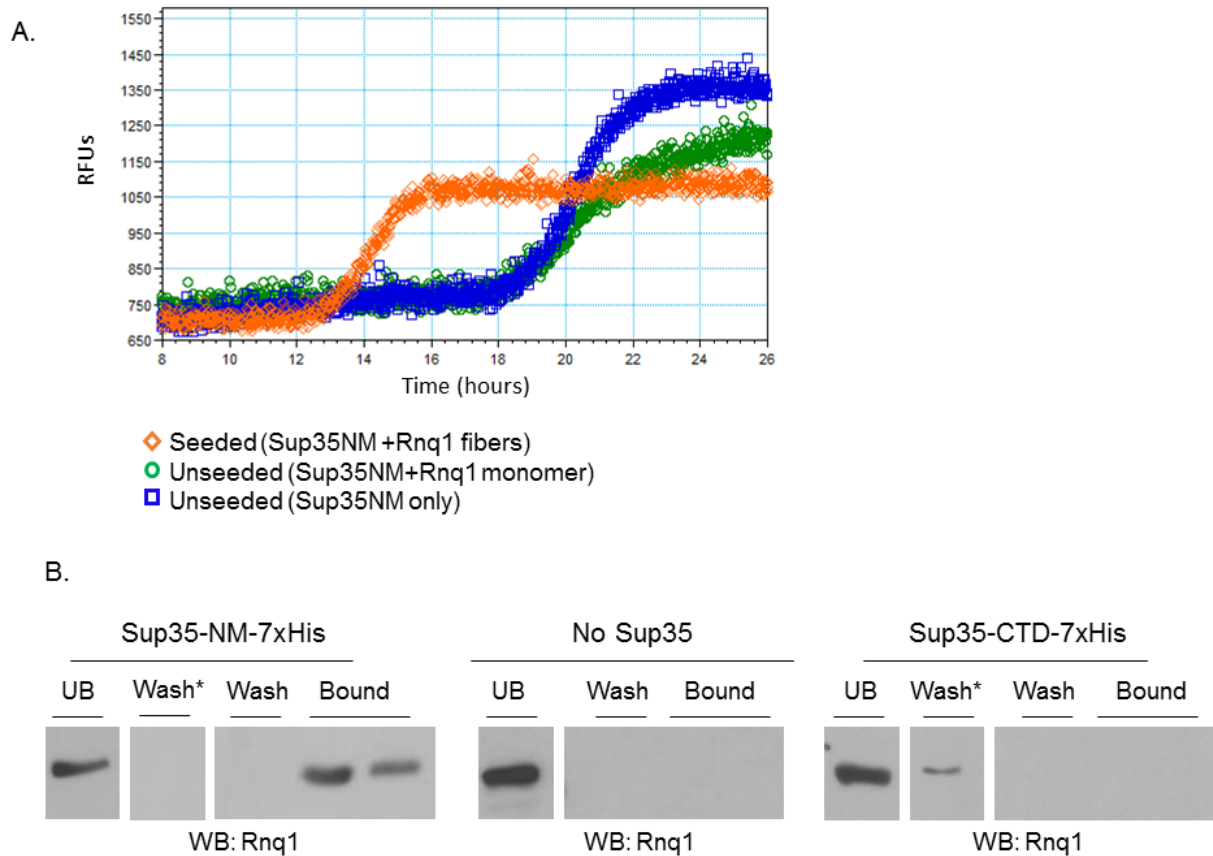 A.
1550
1450
1350
1250
1150
1050
950
850
750
650
RFUs
8 10 12 14 16 18 20 22 24 26
Time (hours)
Seeded (Sup35NM +Rnq1 fibers)
Unseeded (Sup35NM+Rnq1 monomer)
Unseeded (Sup35NM only)
B.
Sup35-NM-7xHis No Sup35 Sup35-CTD-7xHis
UB Wash* Wash Bound UB Wash Bound UB Wash* Wash Bound
WB: Rnq1 WB: Rnq1 WB: Rnq1